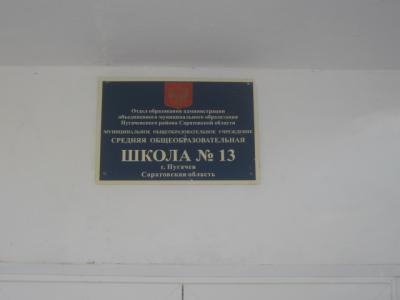 Отдел образования администрации
объединенного муниципального образования
Пугачевского района Саратовской области
МУНИЦИПАЛЬНОЕ ОБЩЕОБРАЗОВАТЕЛЬНОЕ УЧРЕЖДЕНИЕ
СРЕДНЯЯ ОБЩЕОБРАЗОВАТЕЛЬНАЯ
ШКОЛА № 13
г. Пугачев
Саратовская область